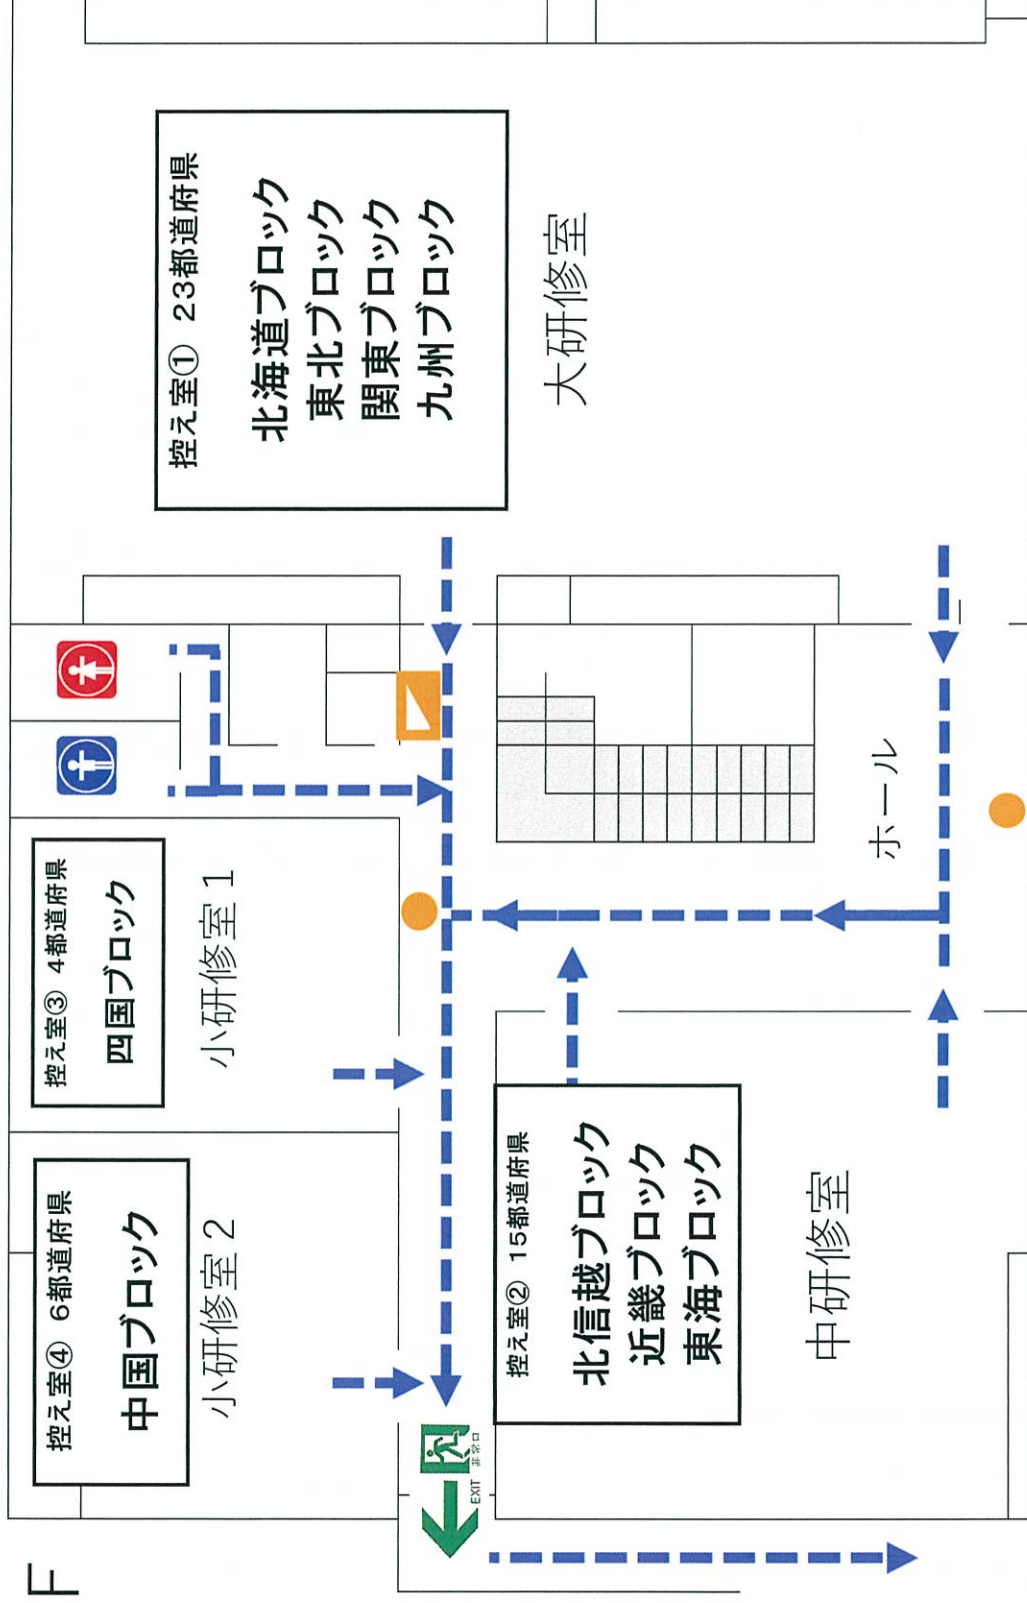 F
控え室④ 6都道府県
中国ブロック
小研修室 2
控え室③ 4都道府県
四国ブロック
小研修室 1
控え室① 23都道府県
北海道ブロック
東北ブロック
関東ブロック
九州ブロック
大研修室
非常口
EXIT
控え室② 15都道府県
北信越ブロック
近畿ブロック
東海ブロック
中研修室
ホール